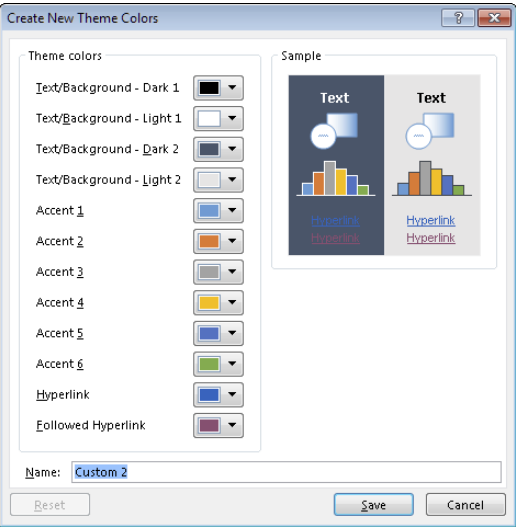 Create New Theme Colors
Theme colors
Text/Background - Dark 1
Text/Background - Light 1
Text/Background - Dark 2
Text/Background - Light 2
Accent 1
Accent 2
Accent 3
Accent 4
Accent 5
Accent 6
Hyperlink
Followed Hyperlink
Sample
Text Text
Hyperlink Hyperlink
Hyperlink Hyperlink
Name: Custom 2
Reset Save Cancel